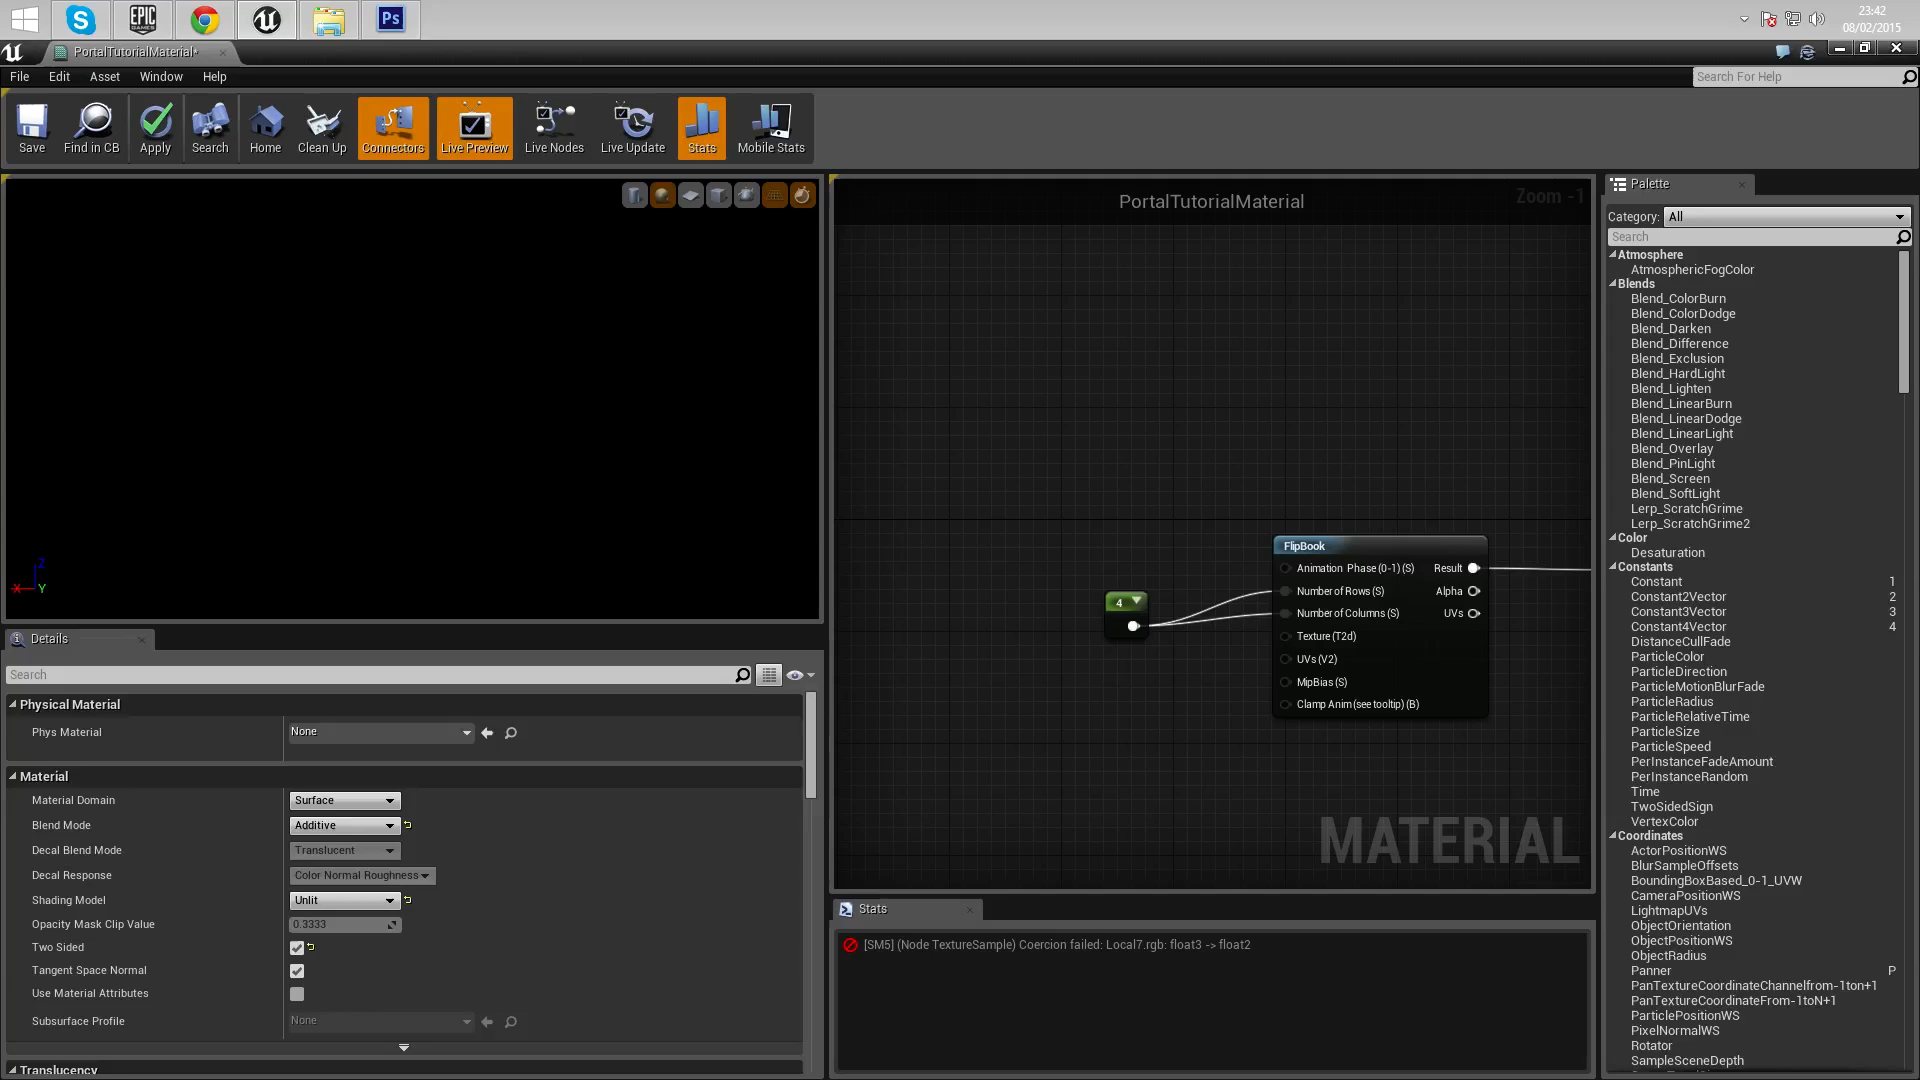 EPIC
GAMES
Ps
23:42
08/02/2015
PortalTutorialMaterial*
File Edit Asset Window Help
Search For Help
Save
Find in CB
Apply
Search
Home
Clean Up
Connectors
Live Preview
Live Nodes
Live Update
Stats
Mobile Stats
PortalTutorialMaterial
Zoom -1
Z
X
Y
4
FlipBook
Animation Phase (0-1) (S) Result
Number of Rows (S) Alpha
Number of Columns (S) UVs
Texture (T2d)
UVs (V2)
MipBias (S)
Clamp Anim (see tooltip) (B)
MATERIAL
Details
Search
Physical Material
Phys Material None
Material
Material Domain Surface
Blend Mode Additive
Decal Blend Mode Translucent
Decal Response Color Normal Roughness
Shading Model Unlit
Opacity Mask Clip Value 0.3333
Two Sided
Tangent Space Normal
Use Material Attributes
Subsurface Profile None
Translucency
Stats
[SM5] (Node TextureSample) Coercion failed: Local7.rgb: float3 -> float2
Palette
Category: All
Search
Atmosphere
AtmosphericFogColor
Blends
Blend_ColorBurn
Blend_ColorDodge
Blend_Darken
Blend_Difference
Blend_Exclusion
Blend_HardLight
Blend_Lighten
Blend_LinearBurn
Blend_LinearDodge
Blend_LinearLight
Blend_Overlay
Blend_PinLight
Blend_Screen
Blend_SoftLight
Lerp_ScratchGrime
Lerp_ScratchGrime2
Color
Desaturation
Constants
Constant 1
Constant2Vector 2
Constant3Vector 3
Constant4Vector 4
DistanceCullFade
ParticleColor
ParticleDirection
ParticleMotionBlurFade
ParticleRadius
ParticleRelativeTime
ParticleSize
ParticleSpeed
PerInstanceFadeAmount
PerInstanceRandom
Time
TwoSidedSign
VertexColor
Coordinates
ActorPositionWS
BlurSampleOffsets
BoundingBoxBased_0-1_UVW
CameraPositionWS
LightmapUVs
ObjectOrientation
ObjectPositionWS
ObjectRadius
Panner P
PanTextureCoordinateChannelfrom-1ton+1
PanTextureCoordinateFrom-1toN+1
ParticlePositionWS
PixelNormalWS
Rotator
SampleSceneDepth